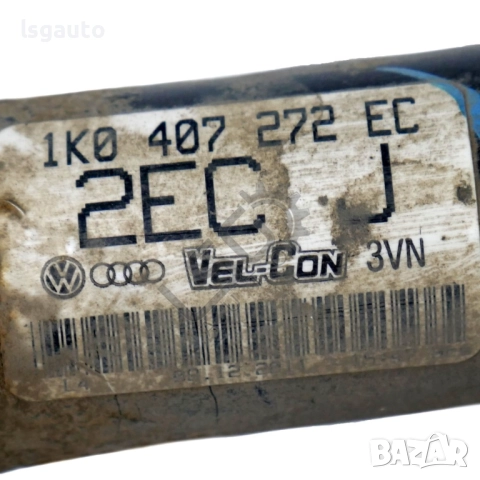 lsgauto
1K0 407 272 EC
2EC J
VEL-CON 3VN
BAZAR